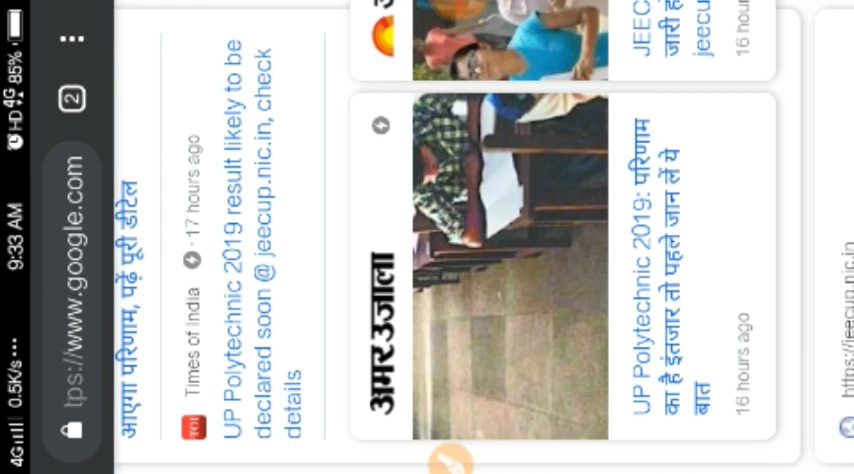 4G 0.5K/s ... 9:33 AM HD 4G 85%
tps://www.google.com 2
आएगा परिणाम, पढ़ें पूरी डीटेल
TOI Times of India · 17 hours ago
UP Polytechnic 2019 result likely to be
declared soon @ jeecup.nic.in, check
details
अमर उजाला
UP Polytechnic 2019: परिणाम
का है इंतजार तो पहले जान लें ये
बात
16 hours ago
JEEC
जारी ह
jeecu
16 hour
https://jeecup.nic.in